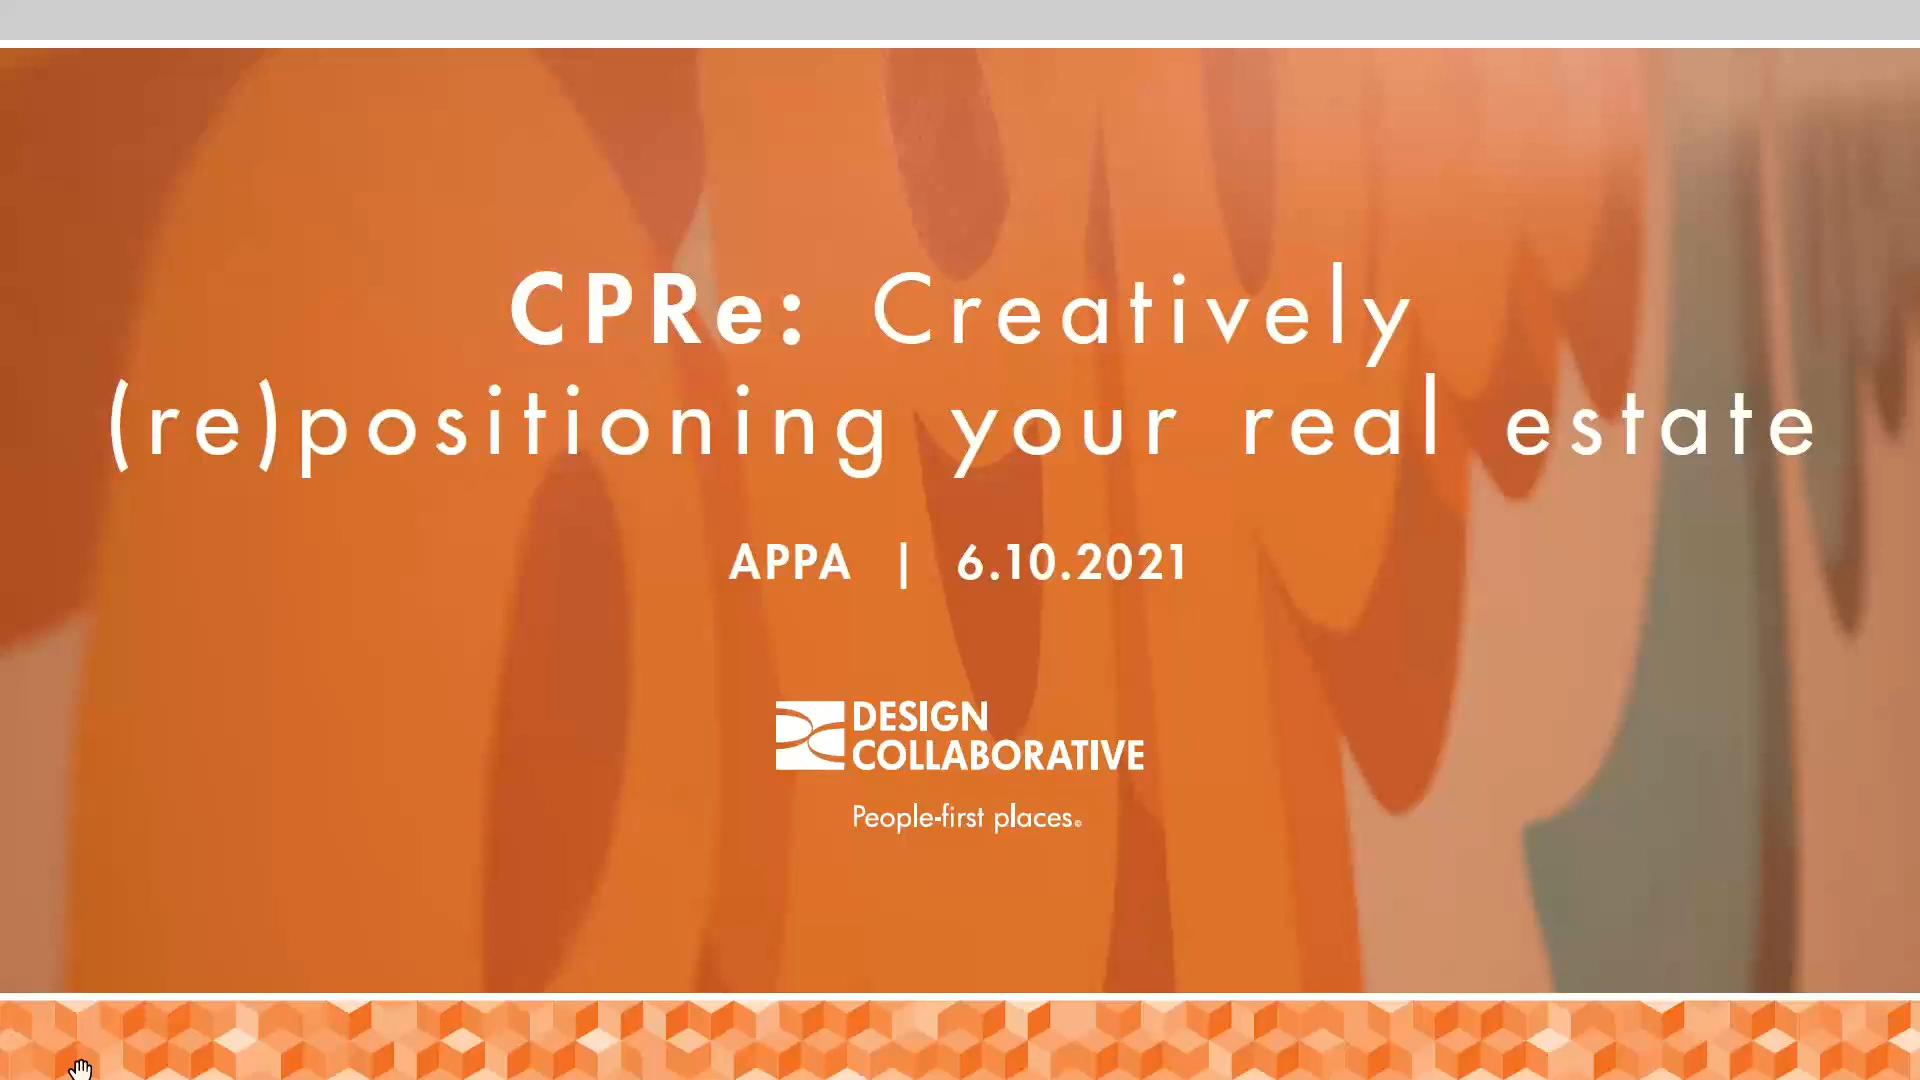 CPRe: Creatively
(re)positioning your real estate
APPA | 6.10.2021
DESIGN
COLLABORATIVE
People-first places.